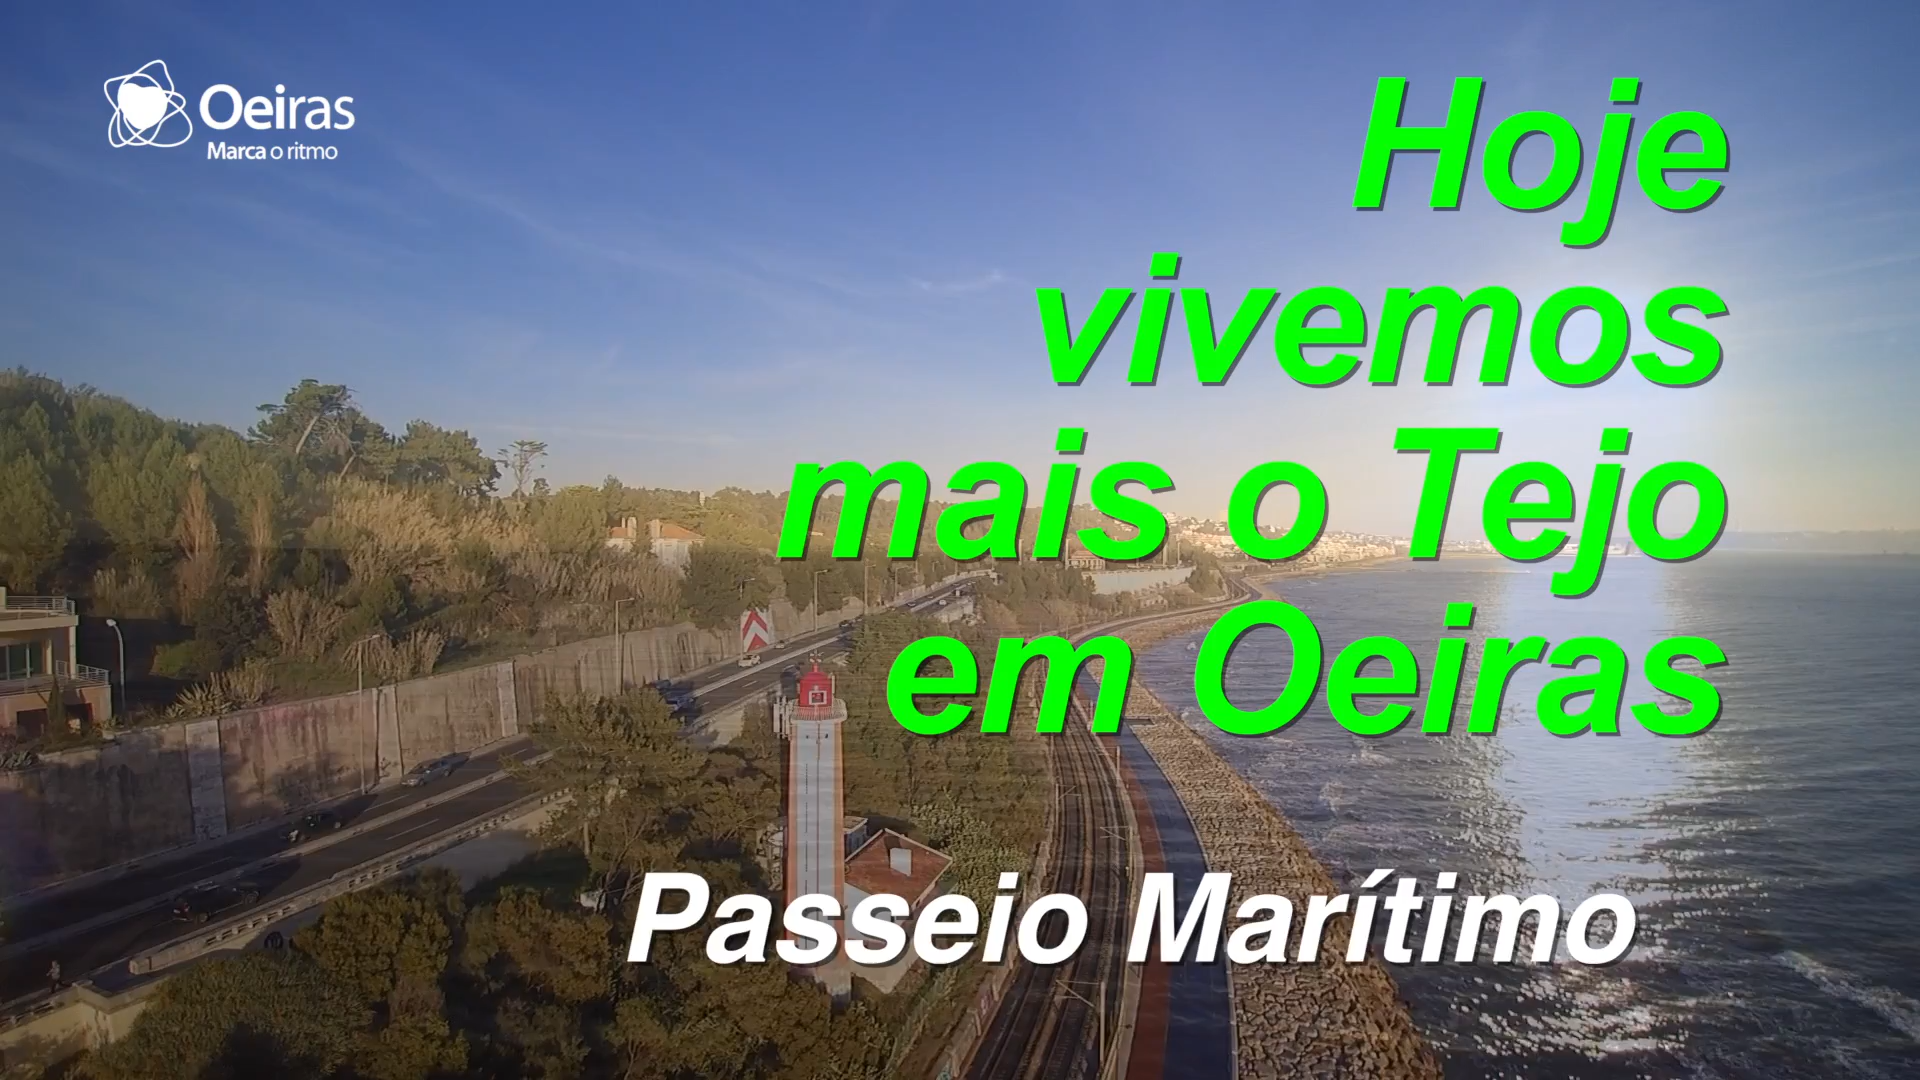 Oeiras
Marca o ritmo
Hoje
vivemos
mais o Tejo
em Oeiras
Passeio Marítimo